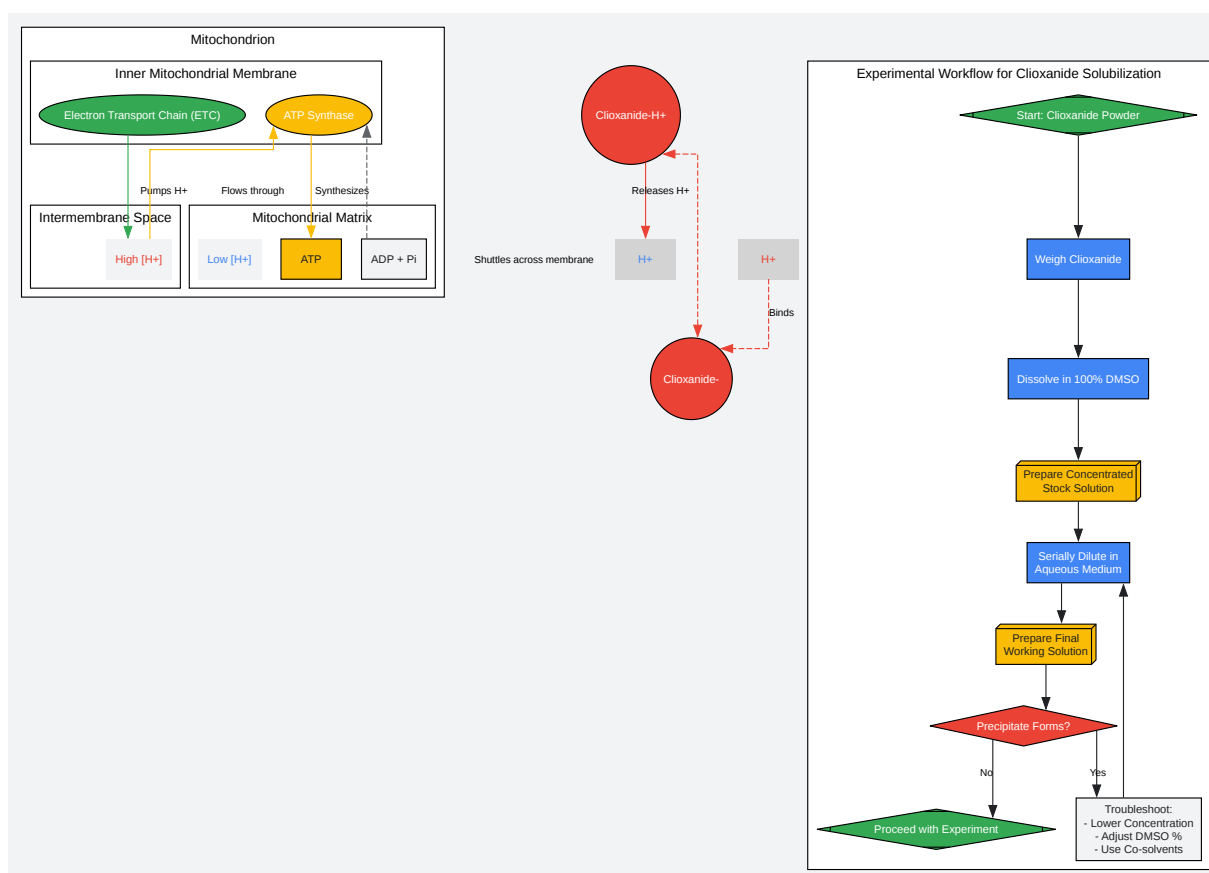 Mitochondrion
Inner Mitochondrial Membrane
Electron Transport Chain (ETC)
ATP Synthase
Pumps H+
Flows through
Synthesizes
Intermembrane Space
Mitochondrial Matrix
High [H+]
Low [H+]
ATP
ADP + Pi
Clioxanide-H+
Releases H+
Shuttles across membrane
H+
H+
Binds
Clioxanide-
Experimental Workflow for Clioxanide Solubilization
Start: Clioxanide Powder
Weigh Clioxanide
Dissolve in 100% DMSO
Prepare Concentrated
Stock Solution
Serially Dilute in
Aqueous Medium
Prepare Final
Working Solution
Precipitate Forms?
No
Yes
Proceed with Experiment
Troubleshoot:
- Lower Concentration
- Adjust DMSO %
- Use Co-solvents